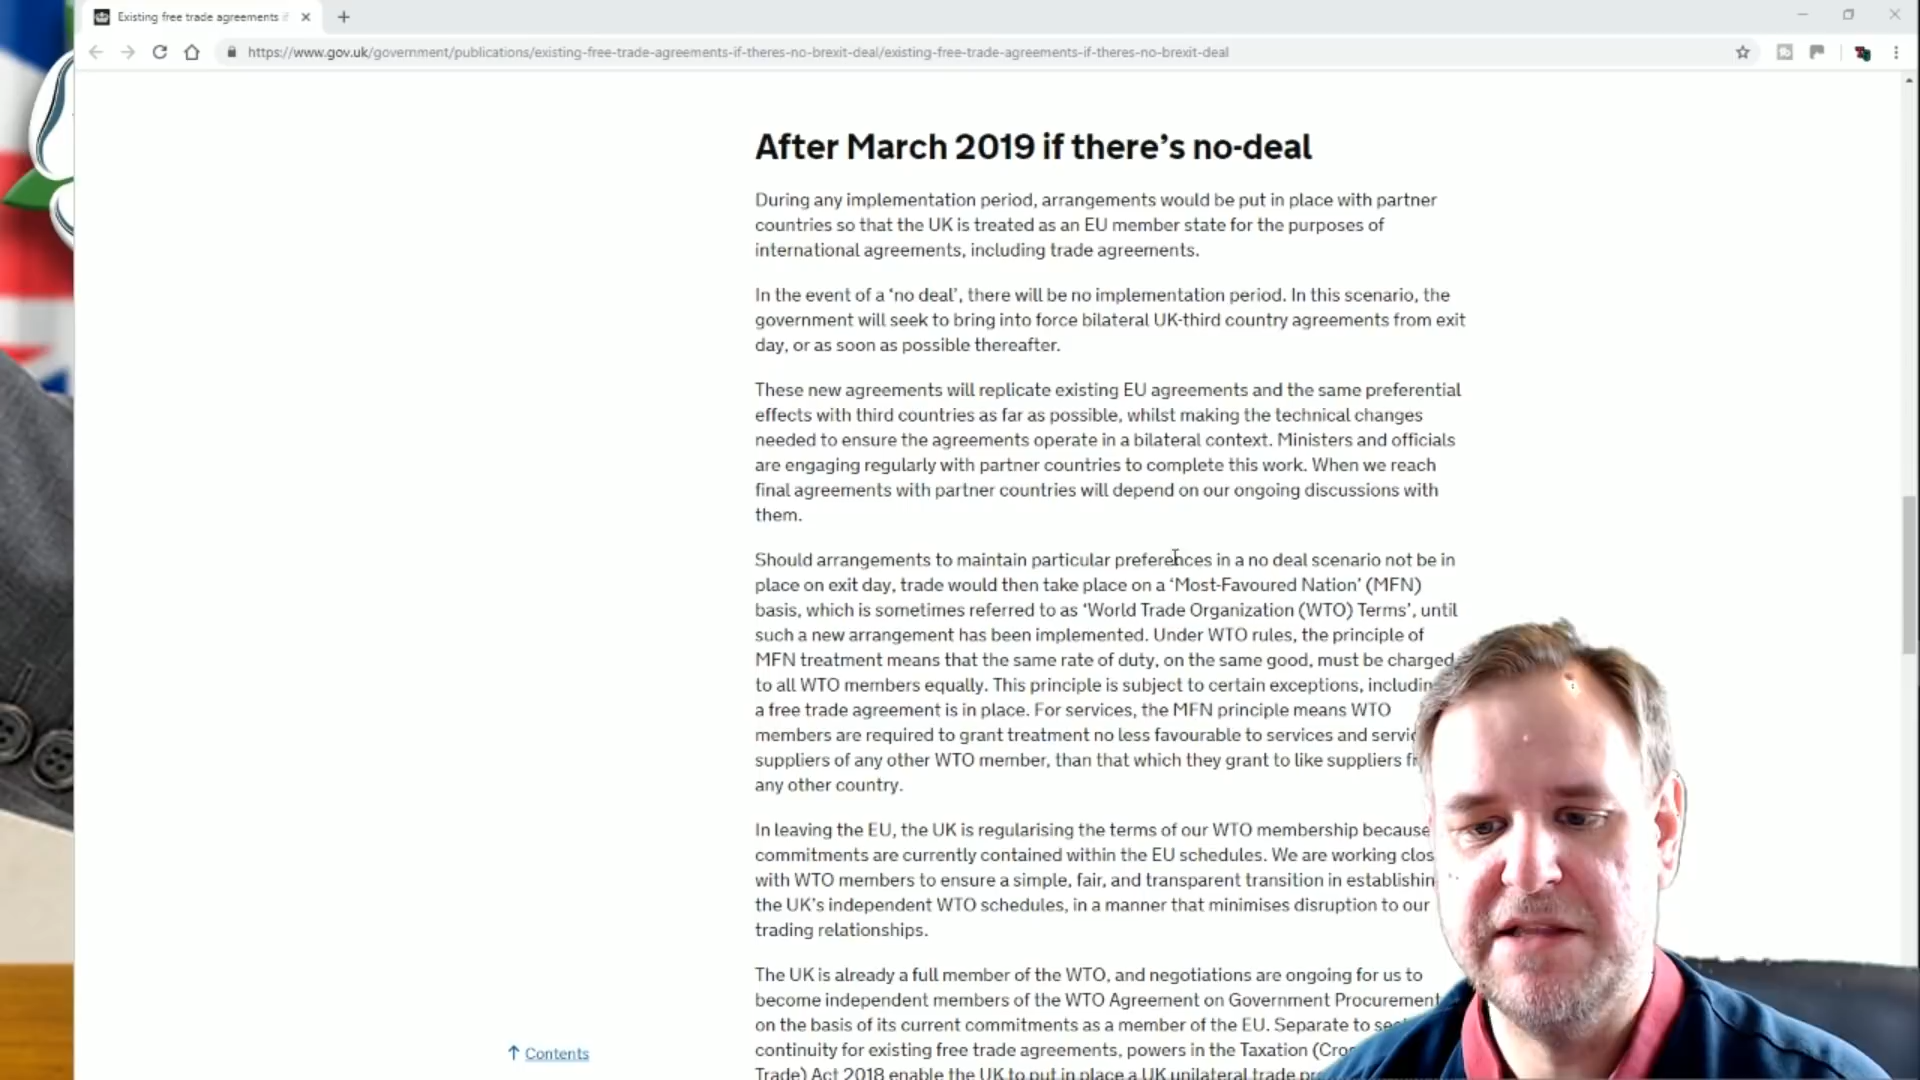 Existing free trade agreements i
https://www.gov.uk/government/publications/existing-free-trade-agreements-if-theres-no-brexit-deal/existing-free-trade-agreements-if-theres-no-brexit-deal
After March 2019 if there’s no-deal
During any implementation period, arrangements would be put in place with partner
countries so that the UK is treated as an EU member state for the purposes of
international agreements, including trade agreements.
In the event of a ‘no deal’, there will be no implementation period. In this scenario, the
government will seek to bring into force bilateral UK-third country agreements from exit
day, or as soon as possible thereafter.
These new agreements will replicate existing EU agreements and the same preferential
effects with third countries as far as possible, whilst making the technical changes
needed to ensure the agreements operate in a bilateral context. Ministers and officials
are engaging regularly with partner countries to complete this work. When we reach
final agreements with partner countries will depend on our ongoing discussions with
them.
Should arrangements to maintain particular preferences in a no deal scenario not be in
place on exit day, trade would then take place on a ‘Most-Favoured Nation’ (MFN)
basis, which is sometimes referred to as ‘World Trade Organization (WTO) Terms’, until
such a new arrangement has been implemented. Under WTO rules, the principle of
MFN treatment means that the same rate of duty, on the same good, must be charged
to all WTO members equally. This principle is subject to certain exceptions, includin
a free trade agreement is in place. For services, the MFN principle means WTO
members are required to grant treatment no less favourable to services and servi
suppliers of any other WTO member, than that which they grant to like suppliers f
any other country.
In leaving the EU, the UK is regularising the terms of our WTO membership because
commitments are currently contained within the EU schedules. We are working clos
with WTO members to ensure a simple, fair, and transparent transition in establishin
the UK’s independent WTO schedules, in a manner that minimises disruption to our
trading relationships.
The UK is already a full member of the WTO, and negotiations are ongoing for us to
become independent members of the WTO Agreement on Government Procurement
on the basis of its current commitments as a member of the EU. Separate to se
↑ Contents
continuity for existing free trade agreements, powers in the Taxation (Cro
Trade) Act 2018 enable the UK to put in place a UK unilateral trade pr